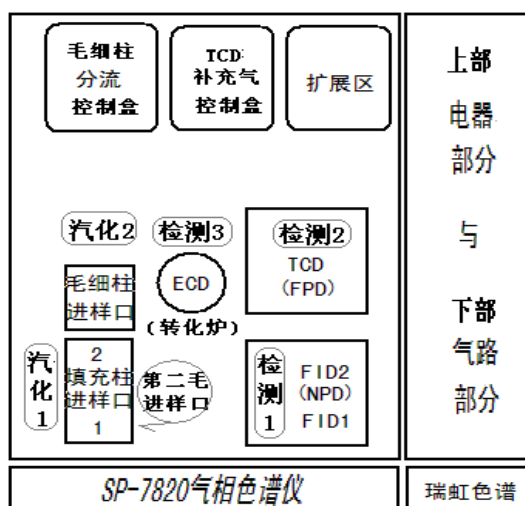 毛细柱
分流
控制盒
TCD
补充气
控制盒
扩展区
上部
电器
部分
与
下部
气路
部分
汽化2
检测3
检测2
TCD
(FPD)
毛细柱
进样口
ECD
(转化炉)
汽化1
2
填充柱
进样口
1
第二毛
进样口
检测1
FID2
(NPD)
FID1
SP-7820气相色谱仪
瑞虹色谱